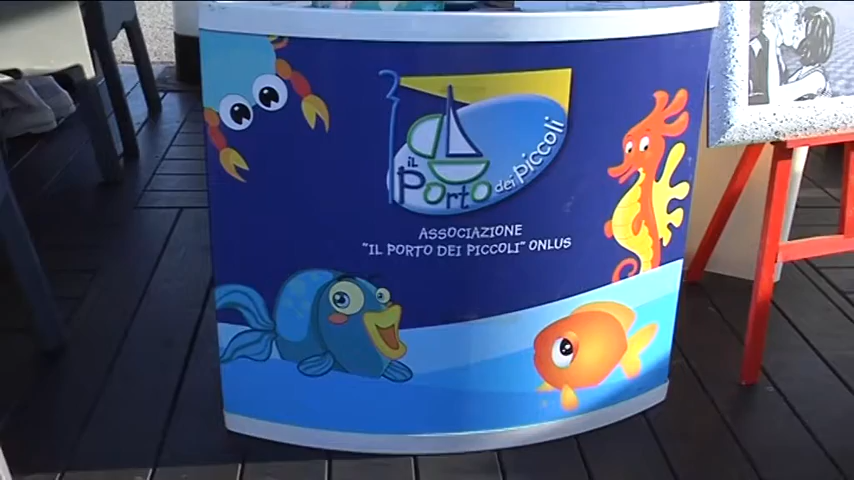 iL
Porto dei piccoli
ASSOCIAZIONE
"IL PORTO DEI PICCOLI" ONLUS